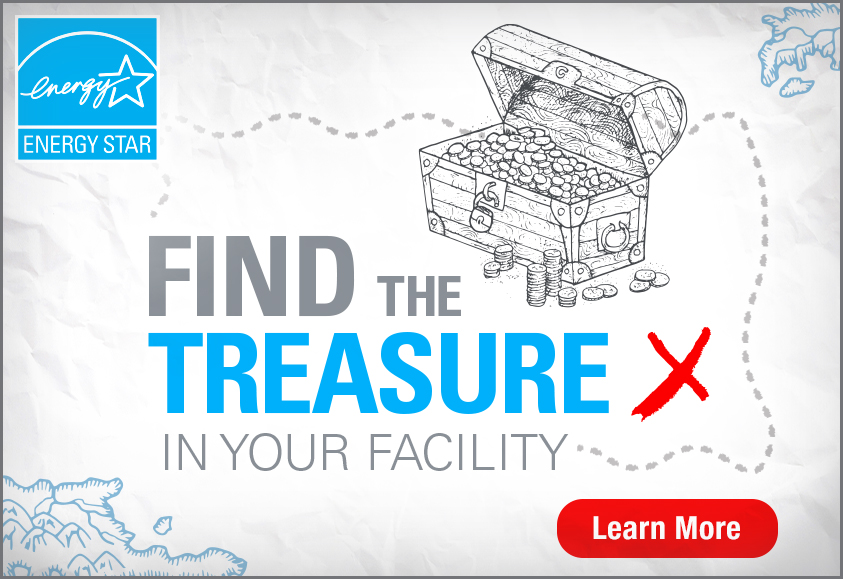 energy
ENERGY STAR
FIND THE
TREASURE
IN YOUR FACILITY
Learn More